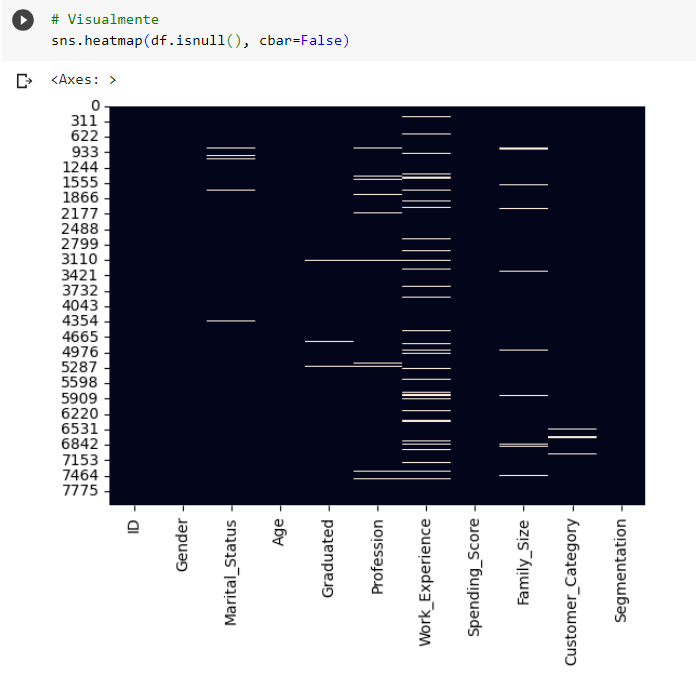 # Visualmente
sns.heatmap(df.isnull(), cbar=False)
<Axes: >
0
311
622
933
1244
1555
1866
2177
2488
2799
3110
3421
3732
4043
4354
4665
4976
5287
5598
5909
6220
6531
6842
7153
7464
7775
ID
Gender
Marital_Status
Age
Graduated
Profession
Work_Experience
Spending_Score
Family_Size
Customer_Category
Segmentation